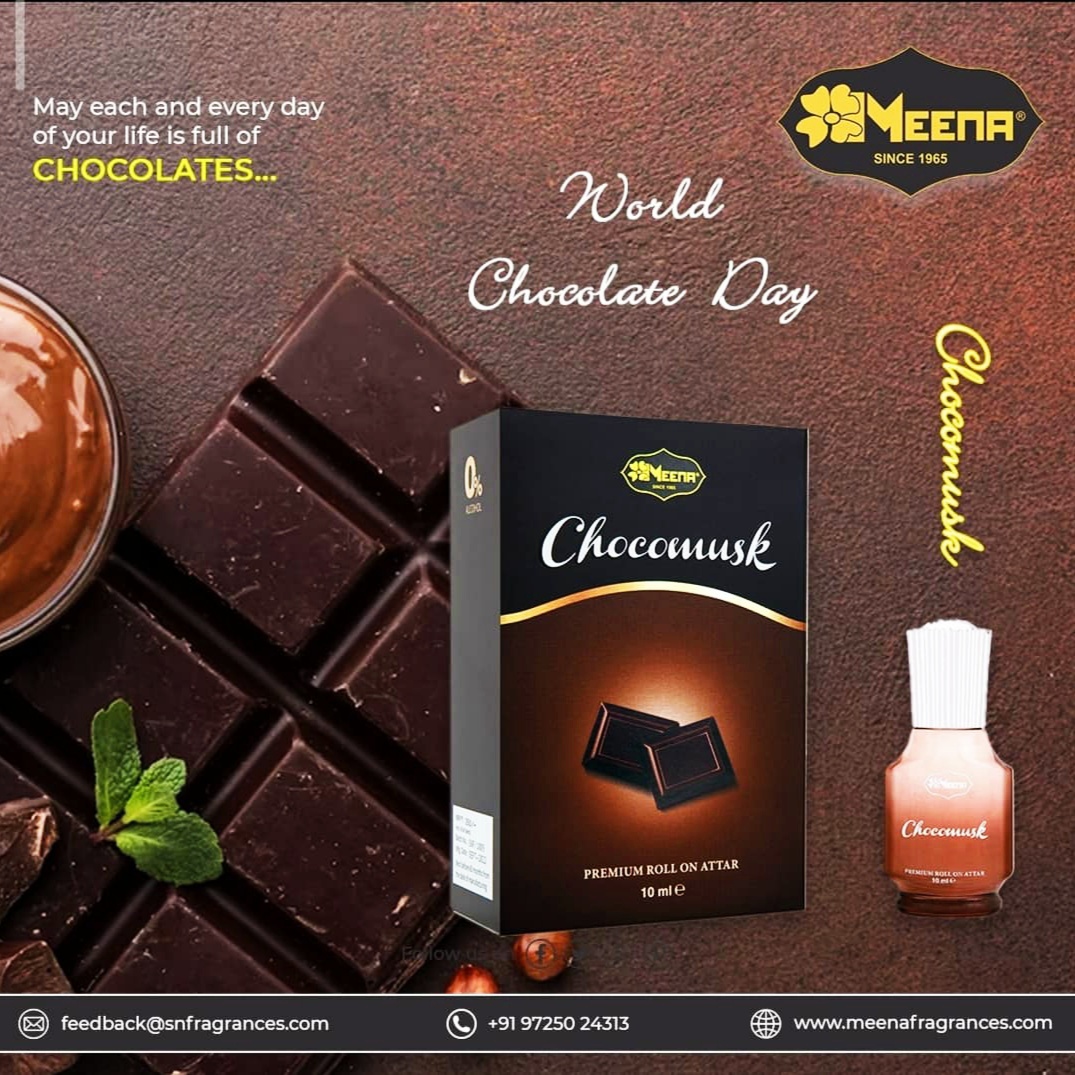 May each and every day
of your life is full of
CHOCOLATES...
MEENA®
SINCE 1965
World
Chocolate Day
Chocomusk
0%
ALCOHOL
MEENA®
SINCE 1965
Chocomusk
PREMIUM ROLL ON ATTAR
10 ml ℮
Meena
Chocomusk
PREMIUM ROLL ON ATTAR
10 ml ℮
Follow us
feedback@snfragrances.com
+91 97250 24313
www.meenafragrances.com